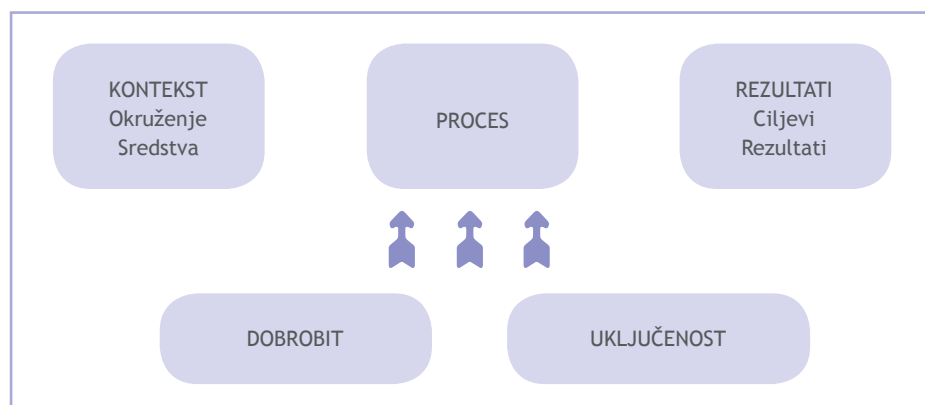 KONTEKST
Okruženje
Sredstva
PROCES
REZULTATI
Ciljevi
Rezultati
DOBROBIT
UKLJUČENOST